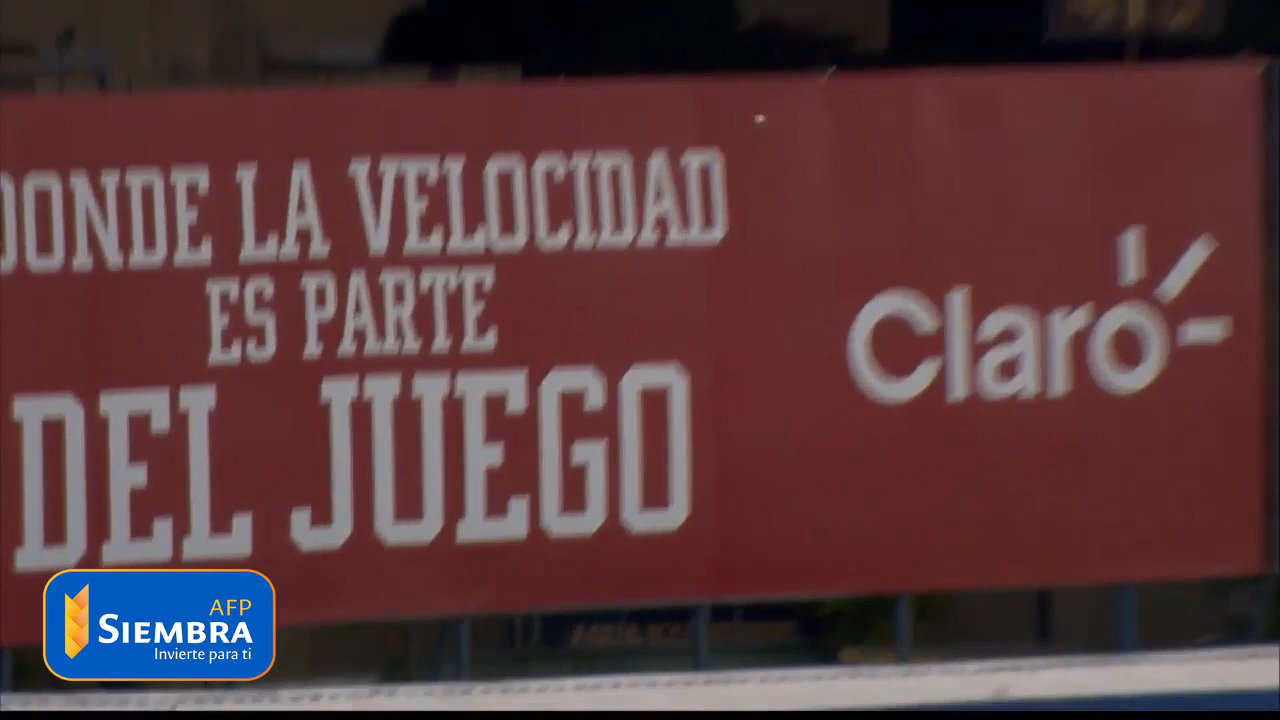 DONDE LA VELOCIDAD
ES PARTE
DEL JUEGO
Claro
AFP
SIEMBRA
Invierte para ti